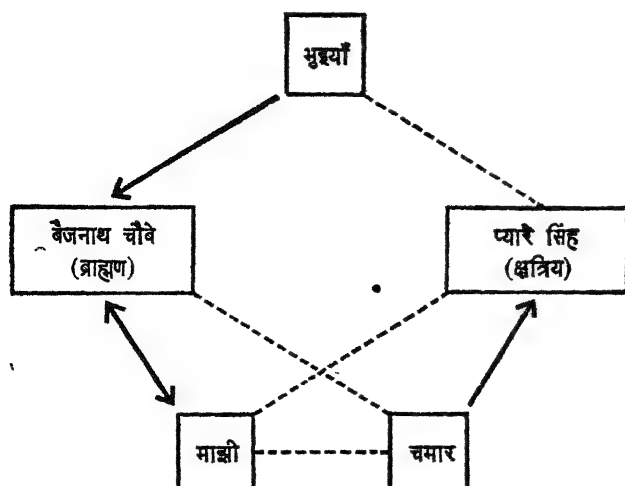 भुइयाँ
बैजनाथ चौबे
(ब्राह्मण)
प्यारे सिंह
(क्षत्रिय)
माझी
चमार